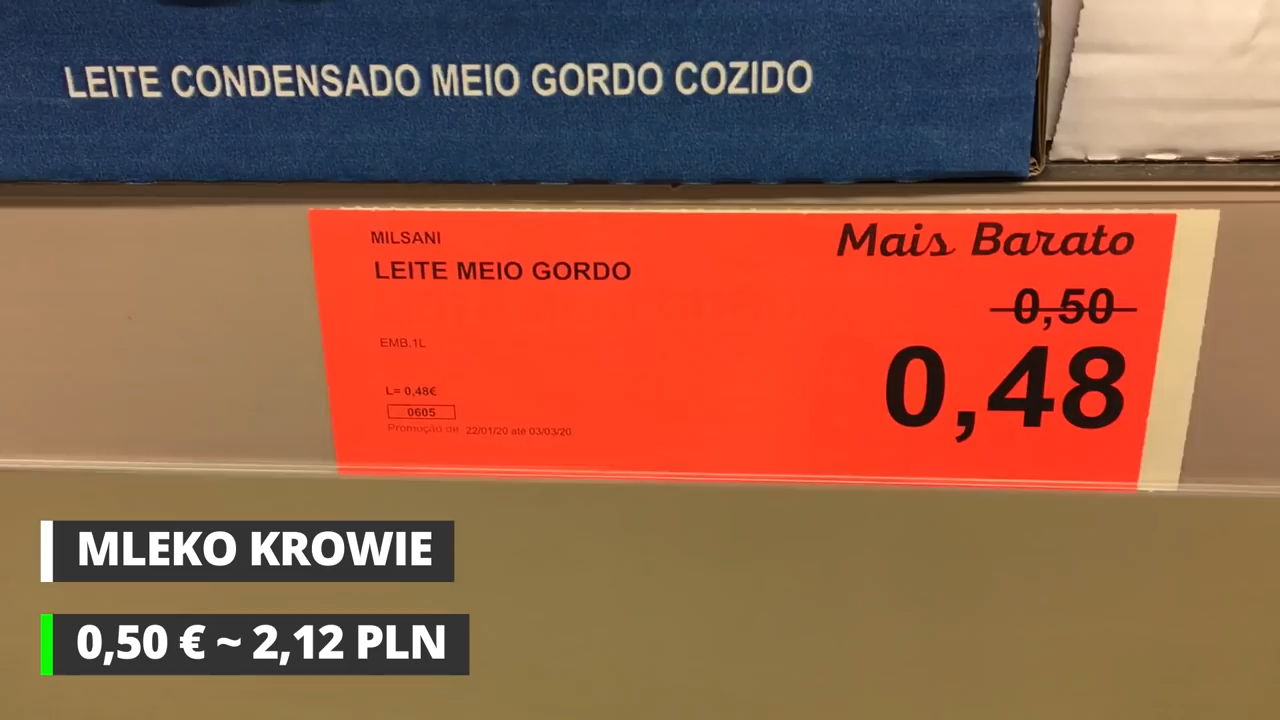 LEITE CONDENSADO MEIO GORDO COZIDO
MILSANI
LEITE MEIO GORDO
Mais Barato
0,50
0,48
EMB.1L
L= 0,48€
0605
Promoção de 22/01/20 até 03/03/20
MLEKO KROWIE
0,50 € ~ 2,12 PLN